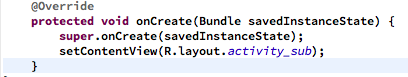 @Override
protected void onCreate(Bundle savedInstanceState) {
super.onCreate(savedInstanceState);
setContentView(R.layout.activity_sub);
}